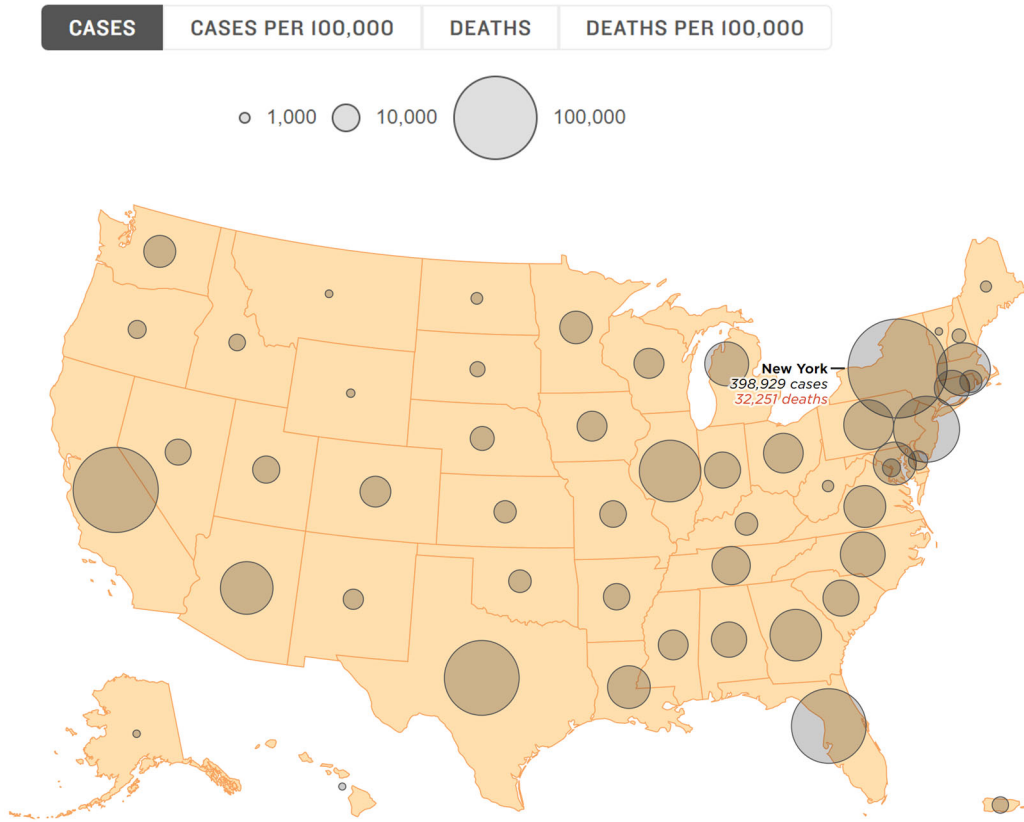 CASES
CASES PER 100,000
DEATHS
DEATHS PER 100,000
1,000
10,000
100,000
New York
398,929 cases
32,251 deaths